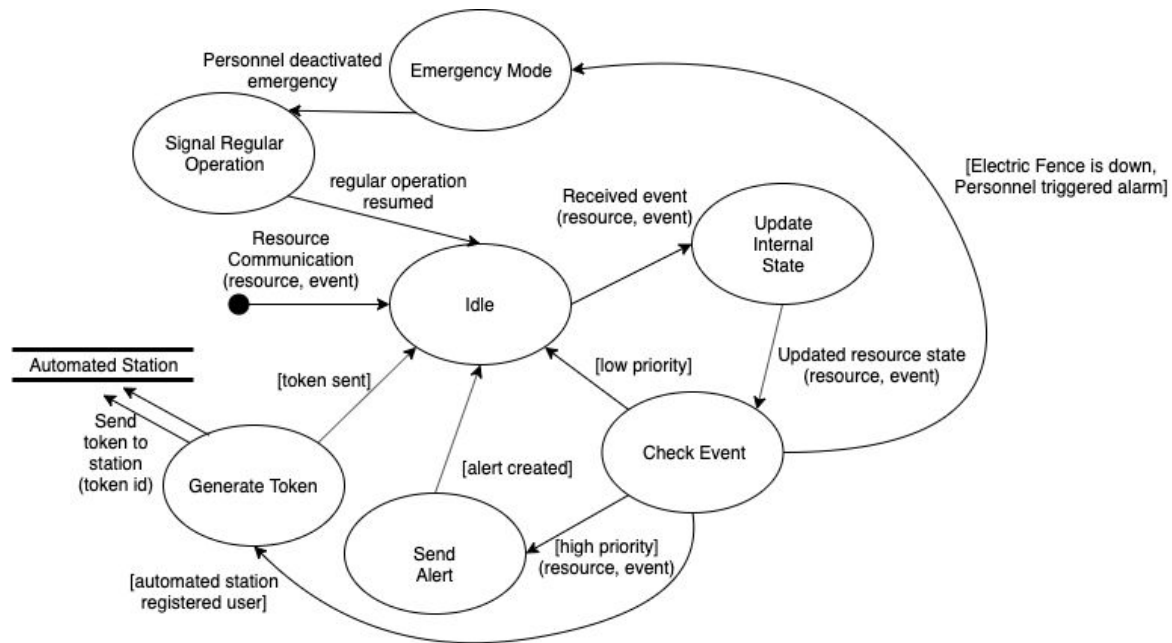 Emergency Mode
Personnel deactivated
emergency
Signal Regular
Operation
[Electric Fence is down,
Personnel triggered alarm]
regular operation
resumed
Received event
(resource, event)
Update
Internal
State
Resource
Communication
(resource, event)
Idle
Automated Station
[token sent]
[low priority]
Updated resource state
(resource, event)
Send
token to
station
(token id)
Generate Token
[alert created]
Check Event
Send
Alert
[high priority]
(resource, event)
[automated station
registered user]